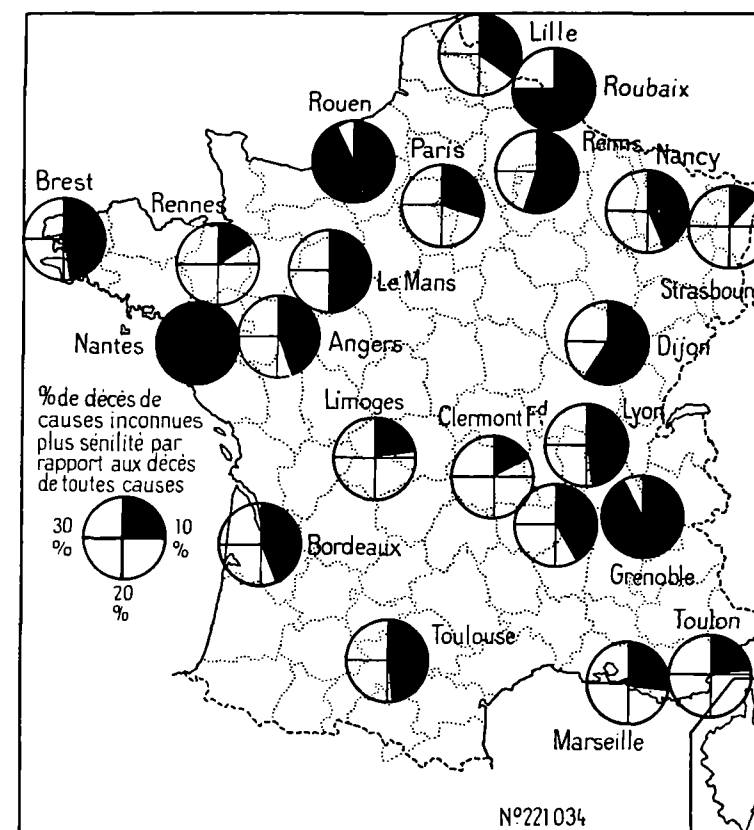 Lille
Roubaix
Rouen
Paris
Reims
Nancy
Brest
Rennes
Le Mans
Strasbourg
Nantes
Angers
Dijon
% de décès de
causes inconnues
plus sénilité par
rapport aux décès
de toutes causes
Limoges
Clermont Fd
Lyon
30
%
10
%
20
%
Bordeaux
Grenoble
Toulouse
Toulon
Marseille
Nº221034